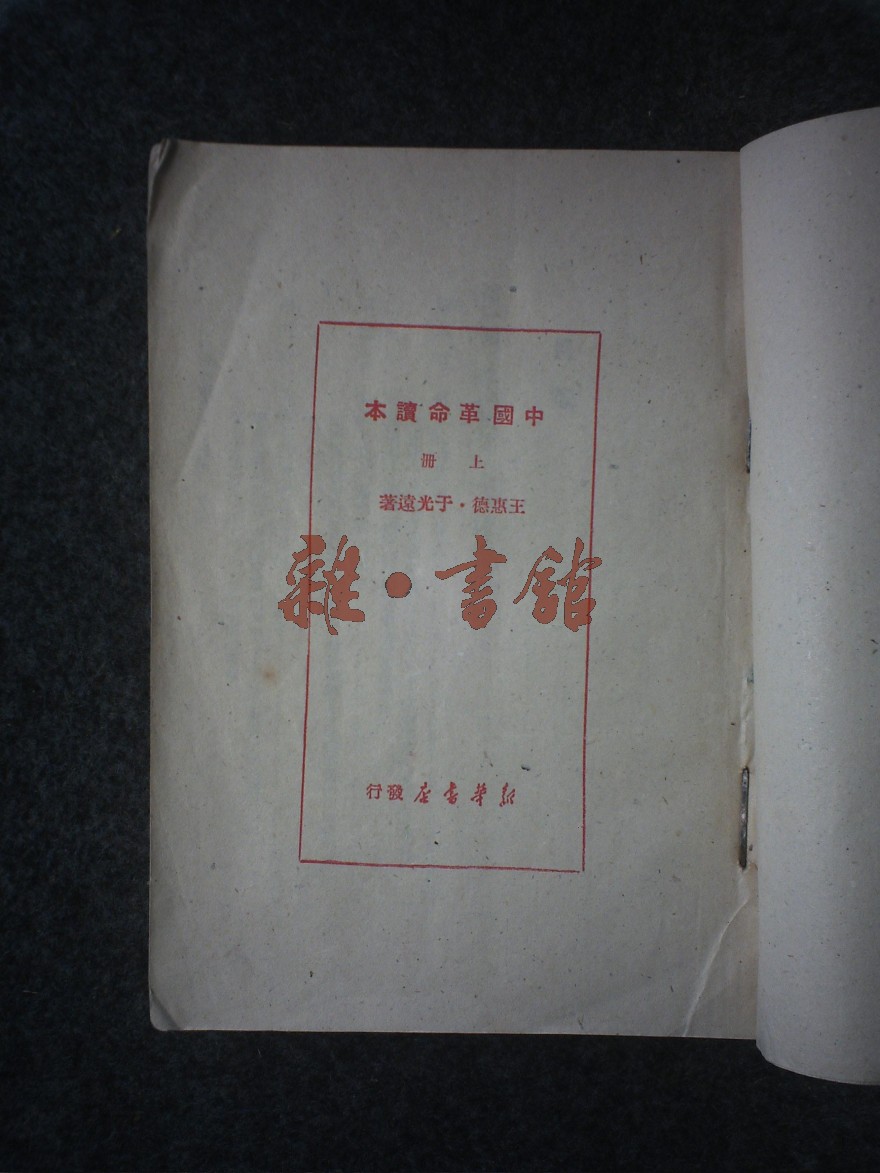 中國革命讀本
上冊
王惠德·于光遠著
雜·書館
新華書店發行